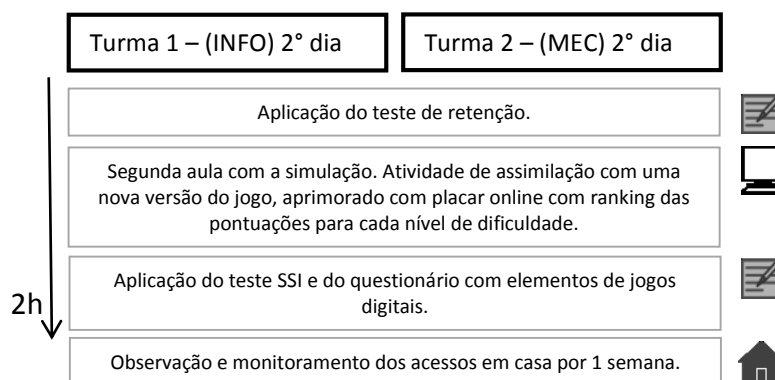 Turma 1 – (INFO) 2° dia
Turma 2 – (MEC) 2° dia
Aplicação do teste de retenção.
Segunda aula com a simulação. Atividade de assimilação com uma
nova versão do jogo, aprimorado com placar online com ranking das
pontuações para cada nível de dificuldade.
Aplicação do teste SSI e do questionário com elementos de jogos
digitais.
2h
Observação e monitoramento dos acessos em casa por 1 semana.